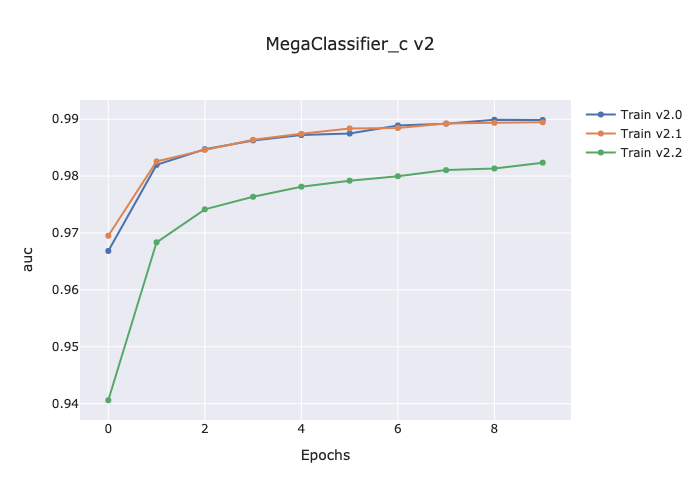 MegaClassifier_c v2
0.99
0.98
0.97
0.96
0.95
0.94
auc
0
2
4
6
8
Epochs
Train v2.0
Train v2.1
Train v2.2